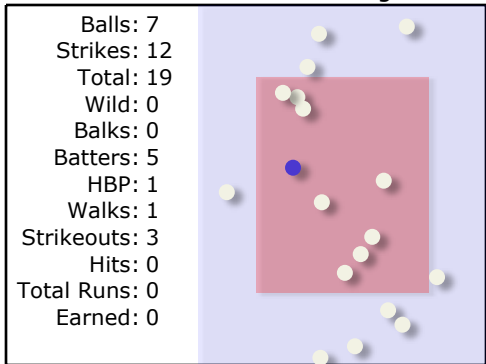 Balls: 7
Strikes: 12
Total: 19
Wild: 0
Balks: 0
Batters: 5
HBP: 1
Walks: 1
Strikeouts: 3
Hits: 0
Total Runs: 0
Earned: 0